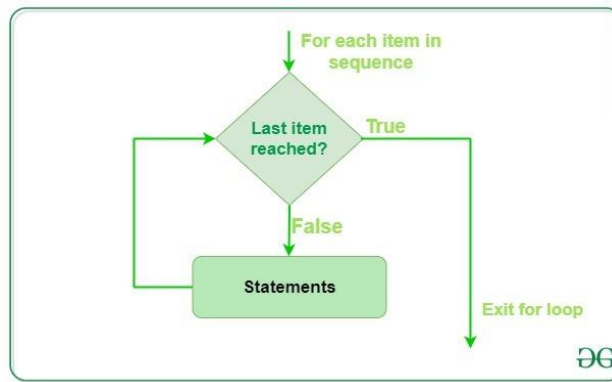 For each item in
sequence
Last item
reached?
True
False
Statements
Exit for loop